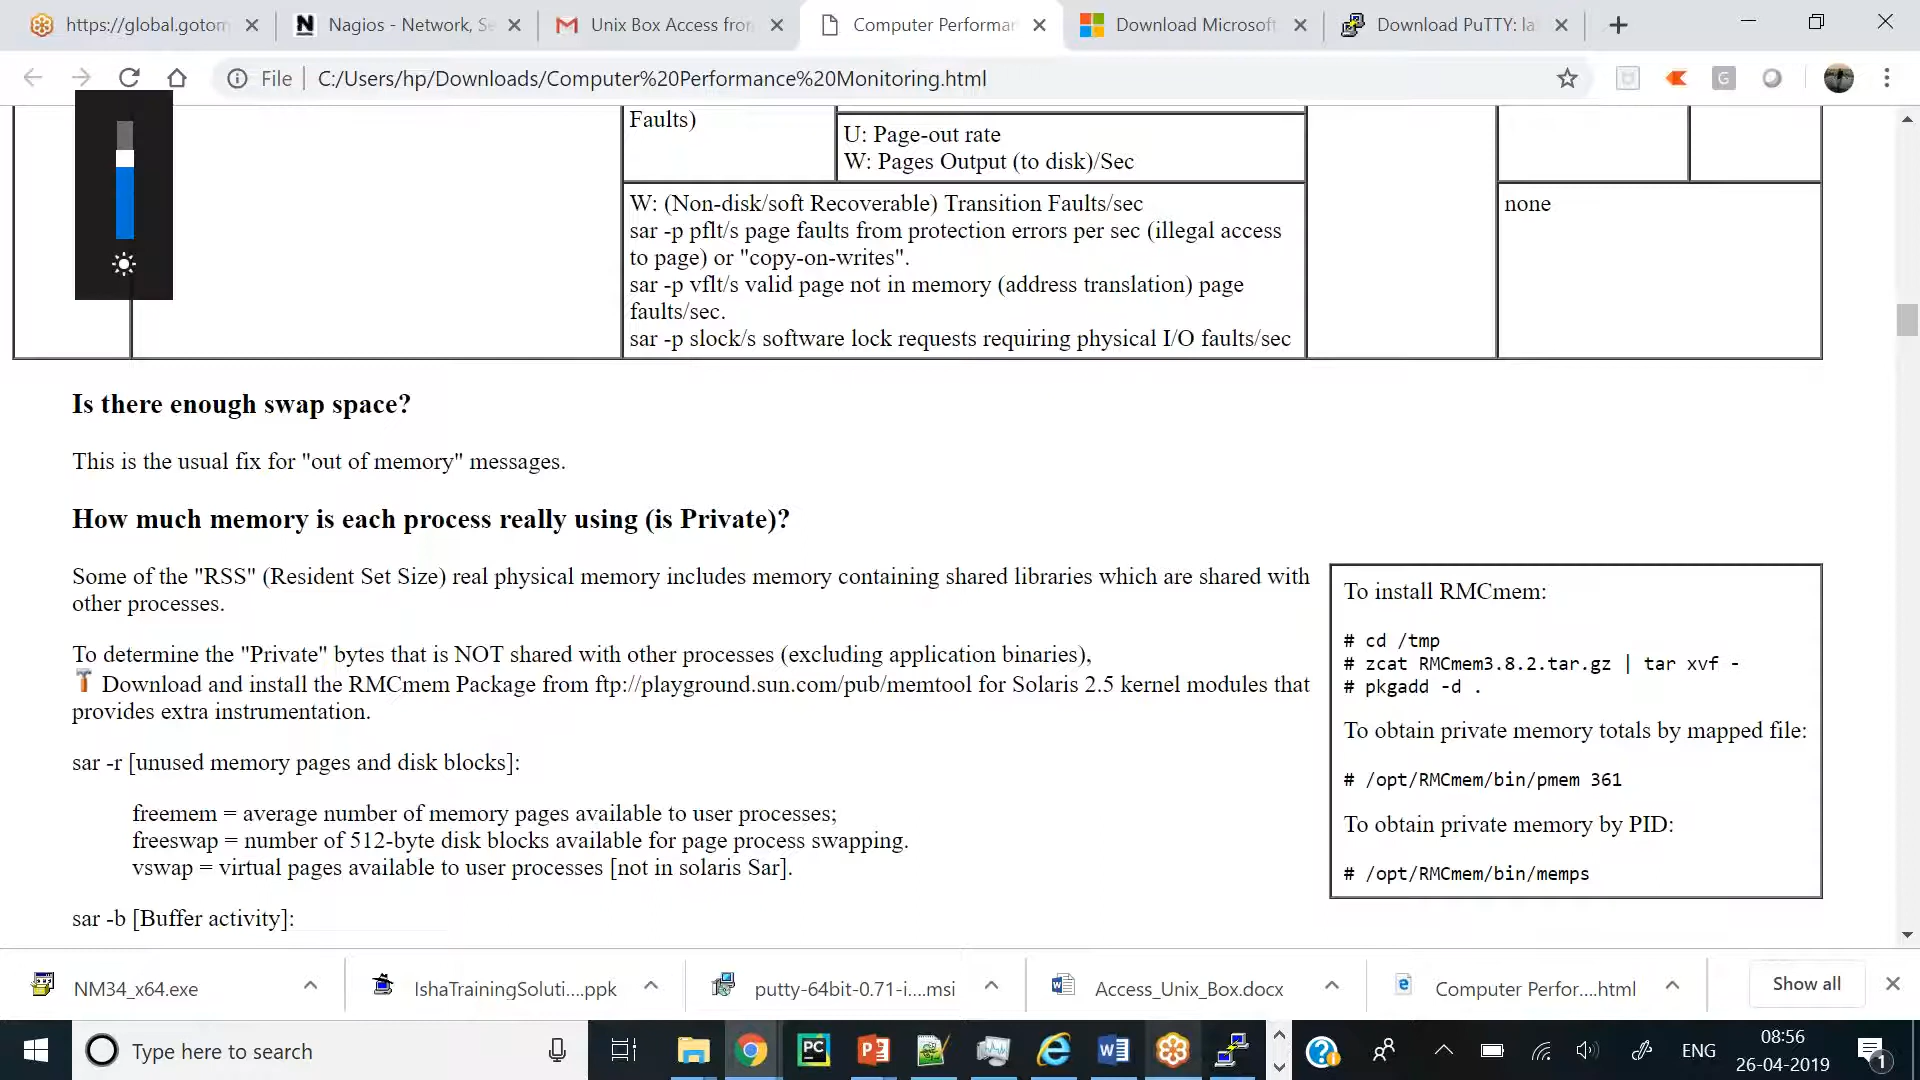 https://global.gotom
Nagios - Network, Se
Unix Box Access from
Computer Performan
Download Microsoft
Download PuTTY: la
File
C:/Users/hp/Downloads/Computer%20Performance%20Monitoring.html
Faults)
U: Page-out rate
W: Pages Output (to disk)/Sec
W: (Non-disk/soft Recoverable) Transition Faults/sec
sar -p pflt/s page faults from protection errors per sec (illegal access
to page) or "copy-on-writes".
sar -p vflt/s valid page not in memory (address translation) page
faults/sec.
sar -p slock/s software lock requests requiring physical I/O faults/sec
none
Is there enough swap space?
This is the usual fix for "out of memory" messages.
How much memory is each process really using (is Private)?
Some of the "RSS" (Resident Set Size) real physical memory includes memory containing shared libraries which are shared with
other processes.
To determine the "Private" bytes that is NOT shared with other processes (excluding application binaries),
Download and install the RMCmem Package from ftp://playground.sun.com/pub/memtool for Solaris 2.5 kernel modules that
provides extra instrumentation.
sar -r [unused memory pages and disk blocks]:
freemem = average number of memory pages available to user processes;
freeswap = number of 512-byte disk blocks available for page process swapping.
vswap = virtual pages available to user processes [not in solaris Sar].
sar -b [Buffer activity]:
To install RMCmem:
# cd /tmp
# zcat RMCmem3.8.2.tar.gz | tar xvf -
# pkgadd -d .
To obtain private memory totals by mapped file:
# /opt/RMCmem/bin/pmem 361
To obtain private memory by PID:
# /opt/RMCmem/bin/memps
NM34_x64.exe
IshaTrainingSoluti....ppk
putty-64bit-0.71-i....msi
Access_Unix_Box.docx
Computer Perfor....html
Show all
Type here to search
ENG
08:56
26-04-2019
1